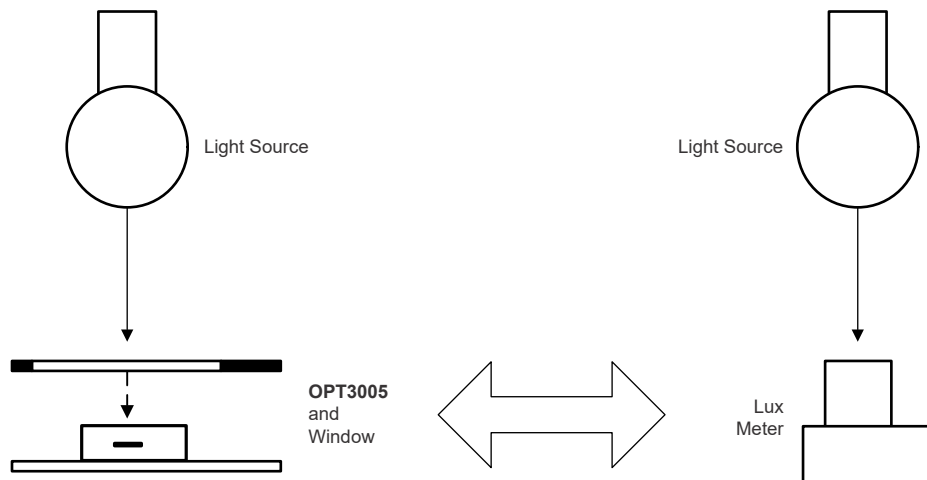 Light Source
Light Source
OPT3005
and
Window
Lux
Meter